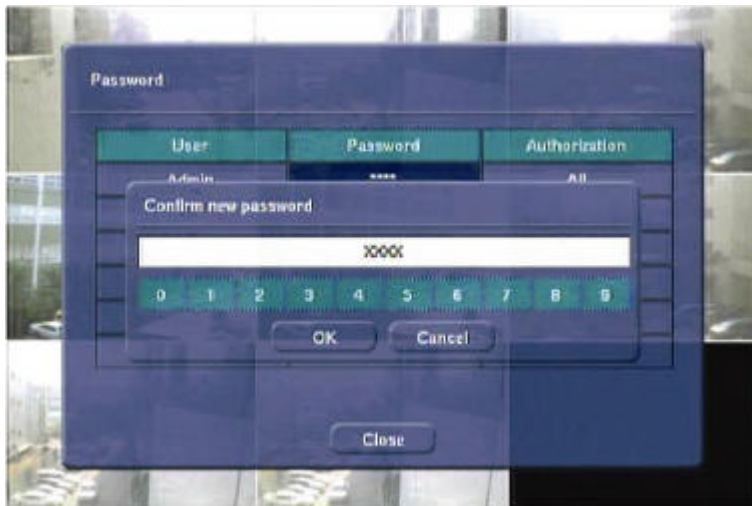 Password
User Password Authorization
Admin **** All
Confirm new password
XXXX
0 1 2 3 4 5 6 7 8 9
OK Cancel
Close